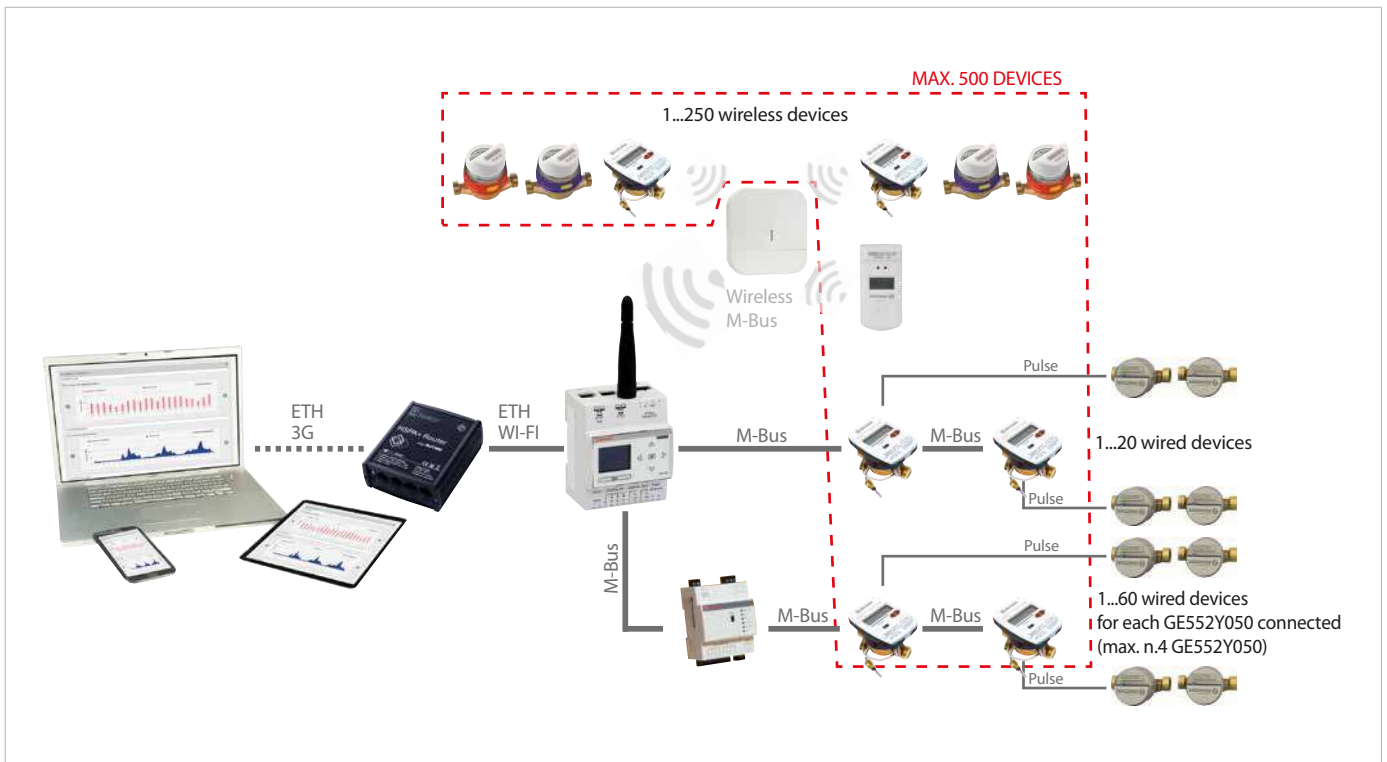 MAX. 500 DEVICES
1...250 wireless devices
Wireless
M-Bus
Pulse
ETH
3G
HSPA+ Router
ETH
WI-FI
M-Bus
M-Bus
1...20 wired devices
Pulse
Pulse
M-Bus
M-Bus
M-Bus
1...60 wired devices
for each GE552Y050 connected
(max. n.4 GE552Y050)
Pulse